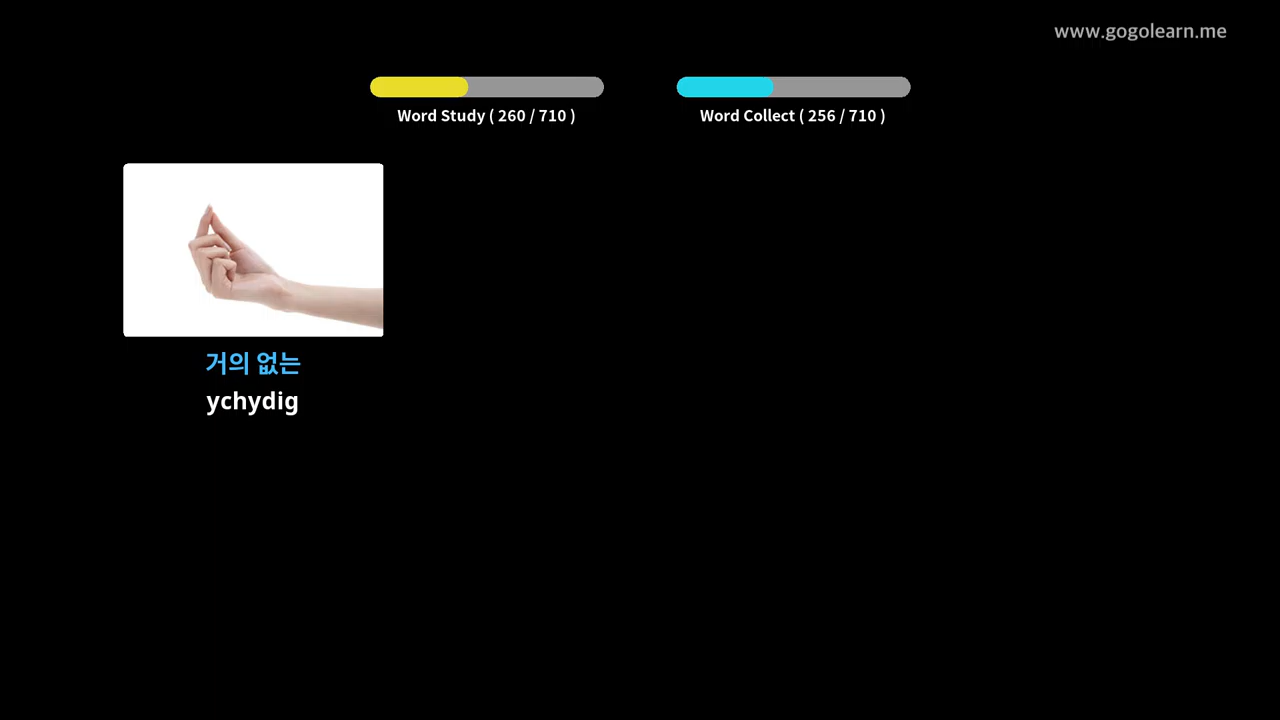 www.gogolearn.me
Word Study ( 260 / 710 )
Word Collect ( 256 / 710 )
거의 없는
ychydig